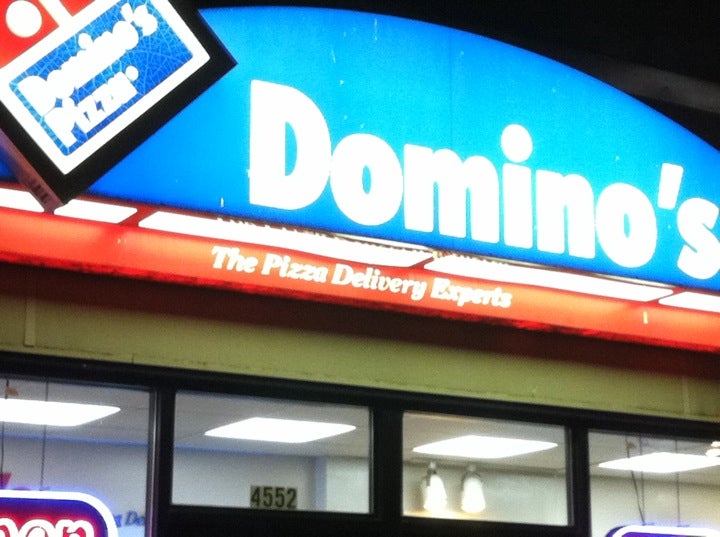 Domino's
Pizza®
Domino's
The Pizza Delivery Experts
4552